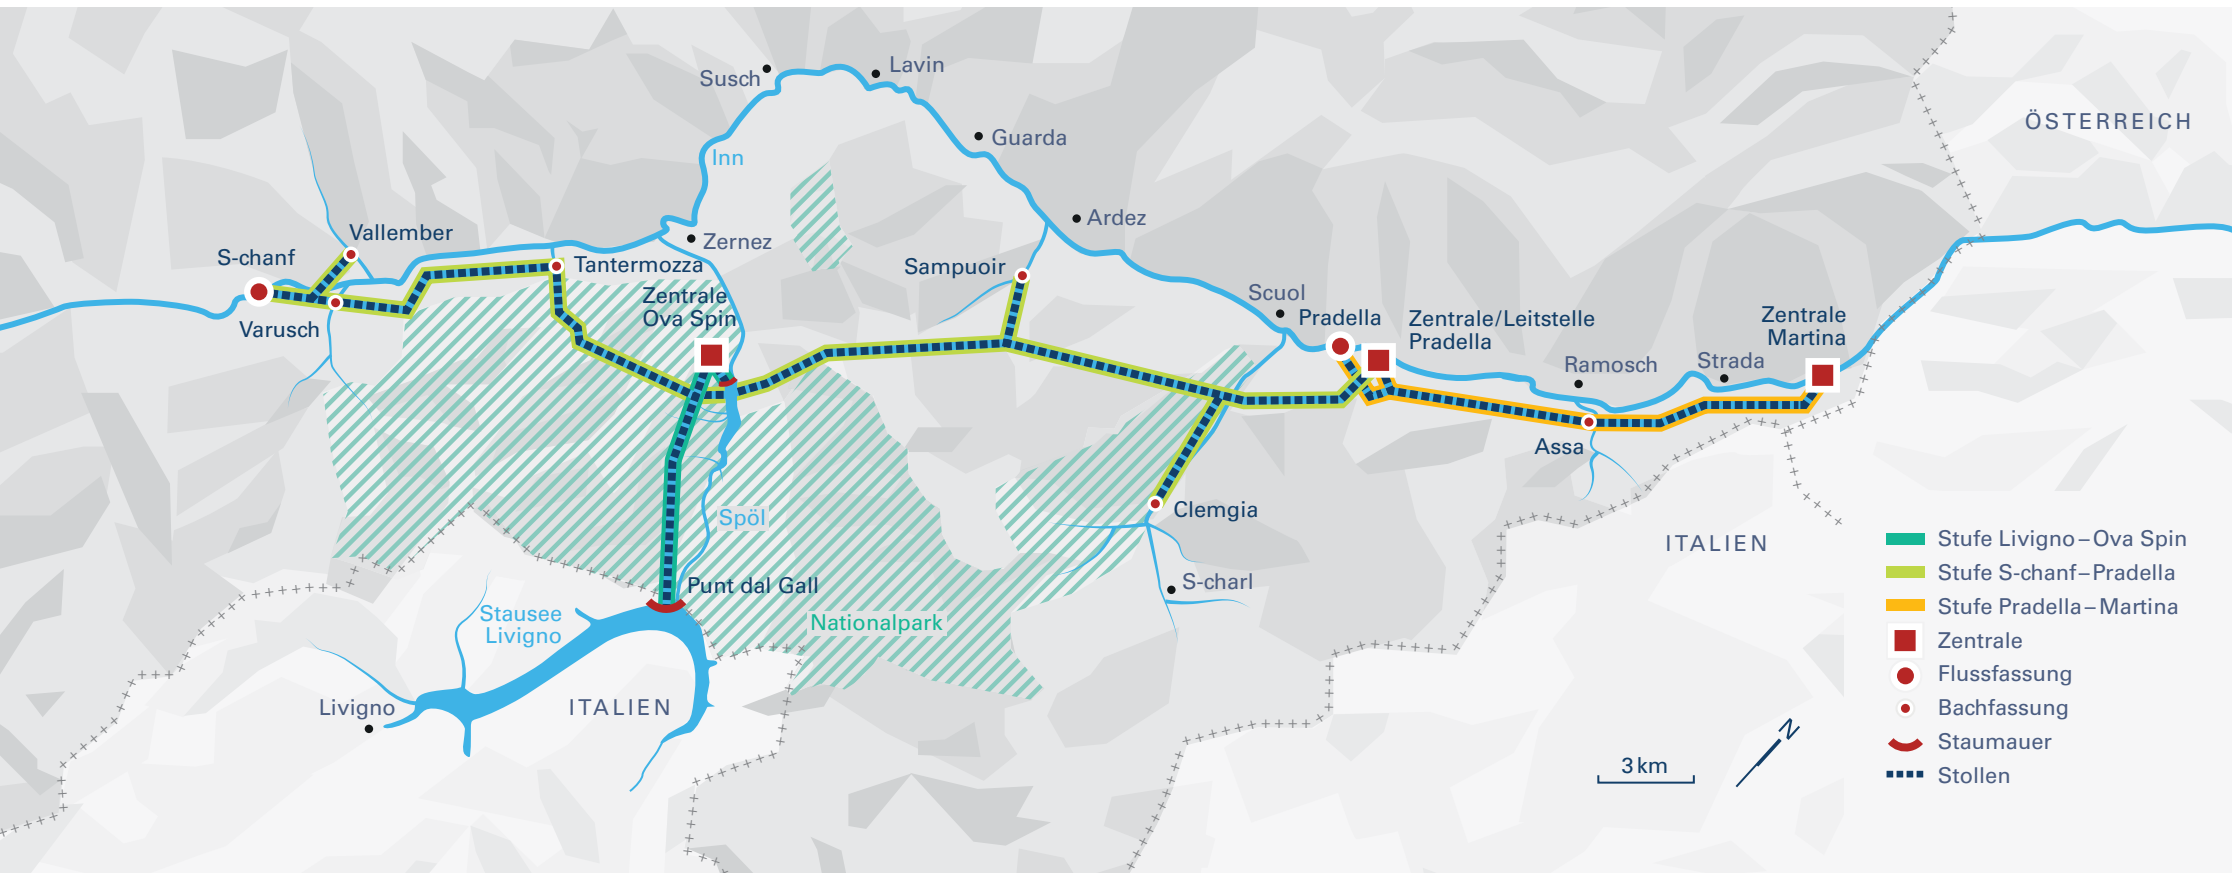 Susch
Lavin
Guarda
Inn
ÖSTERREICH
Ardez
Vallember
S-chanf
Zernez
Tantermozza
Sampuoir
Varusch
Zentrale
Ova Spin
Scuol
Pradella
Zentrale/Leitstelle
Pradella
Zentrale
Martina
Ramosch
Strada
Assa
Clemgia
Spöl
ITALIEN
S-charl
Punt dal Gall
Stausee
Livigno
Nationalpark
Livigno
ITALIEN
3 km
N
Stufe Livigno–Ova Spin
Stufe S-chanf–Pradella
Stufe Pradella–Martina
Zentrale
Flussfassung
Bachfassung
Staumauer
Stollen